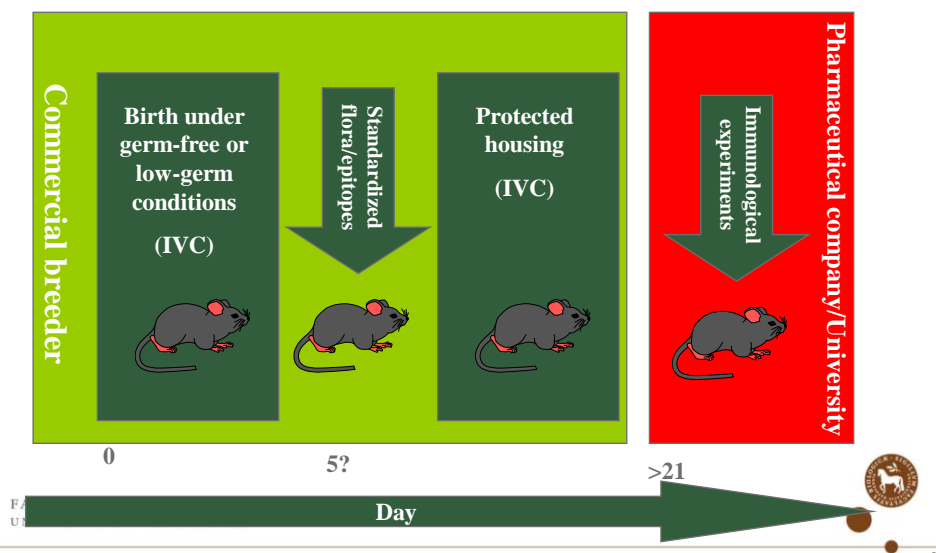 Commercial breeder
Birth under
germ-free or
low-germ
conditions
(IVC)
Standardized
flora/epitopes
Protected
housing
(IVC)
Immunological
experiments
Pharmaceutical company/University
0
5?
>21
Day